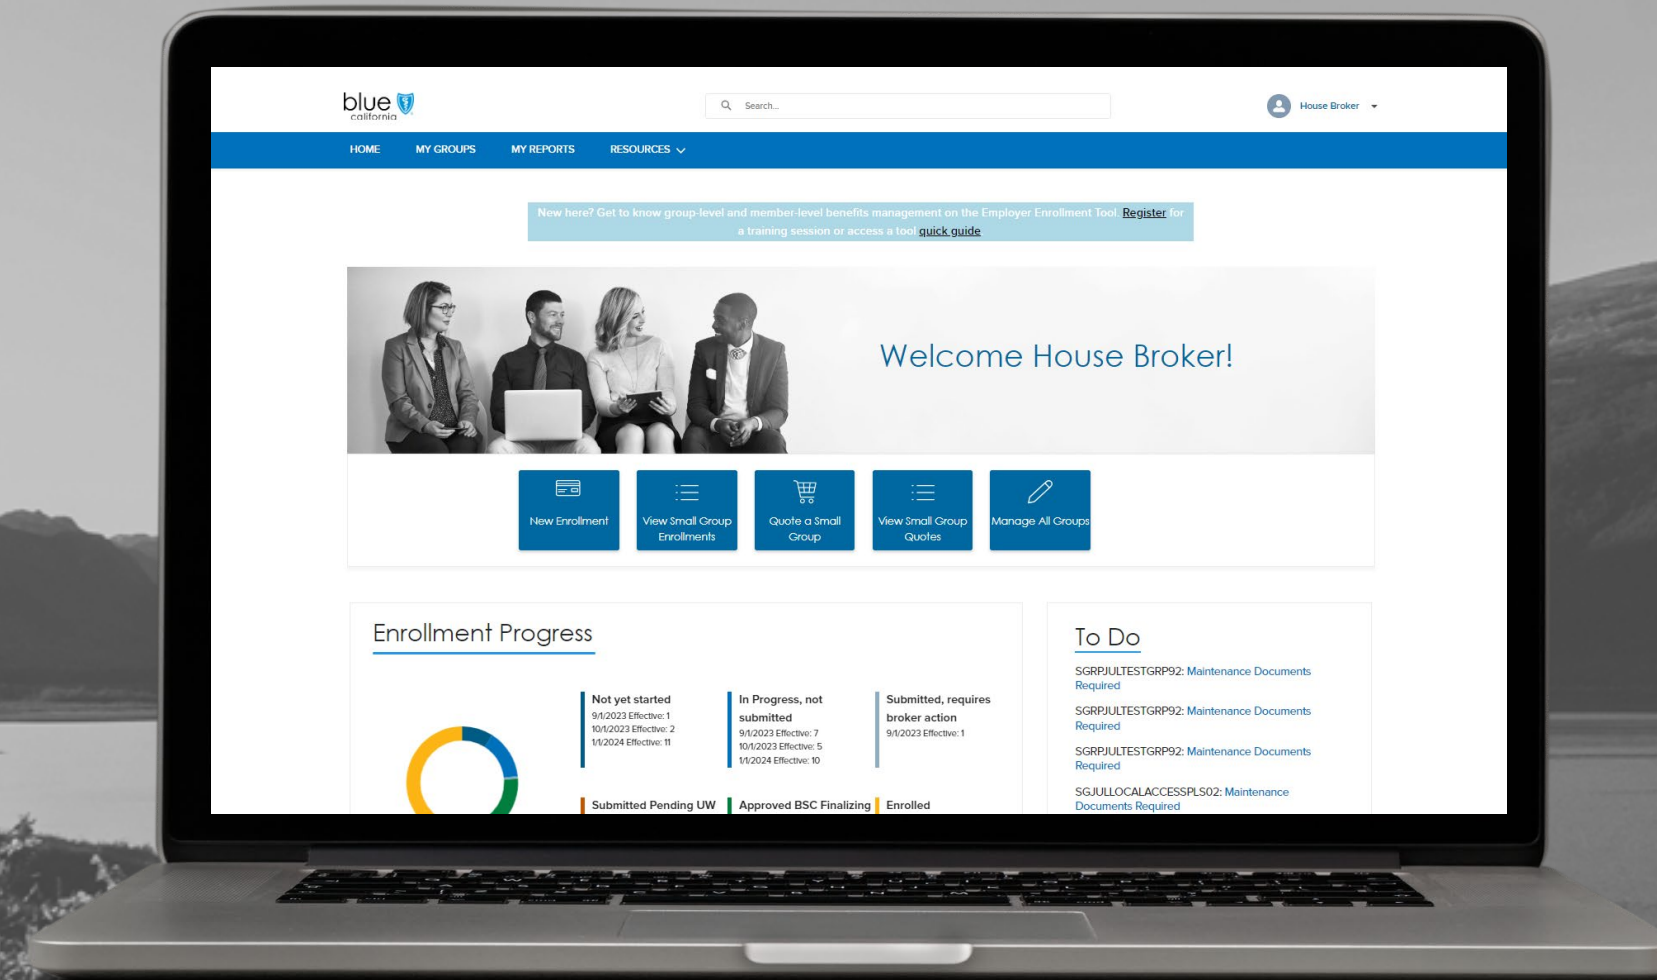 blue
california
Search...
House Broker
HOME
MY GROUPS
MY REPORTS
RESOURCES
New here? Get to know group-level and member-level benefits management on the Employer Enrollment Tool. Register for
a training session or access a tool quick guide
Welcome House Broker!
New Enrollment
View Small Group
Enrollments
Quote a Small
Group
View Small Group
Quotes
Manage All Groups
Enrollment Progress
Not yet started
9/1/2023 Effective: 1
10/1/2023 Effective: 2
1/1/2024 Effective: 11
In Progress, not
submitted
9/1/2023 Effective: 7
10/1/2023 Effective: 5
1/1/2024 Effective: 10
Submitted, requires
broker action
9/1/2023 Effective: 1
Submitted Pending UW
Approved BSC Finalizing
Enrolled
To Do
SGRPJULTESTGRP92: Maintenance Documents
Required
SGRPJULTESTGRP92: Maintenance Documents
Required
SGRPJULTESTGRP92: Maintenance Documents
Required
SGJULLOCALACCESSPLS02: Maintenance
Documents Required